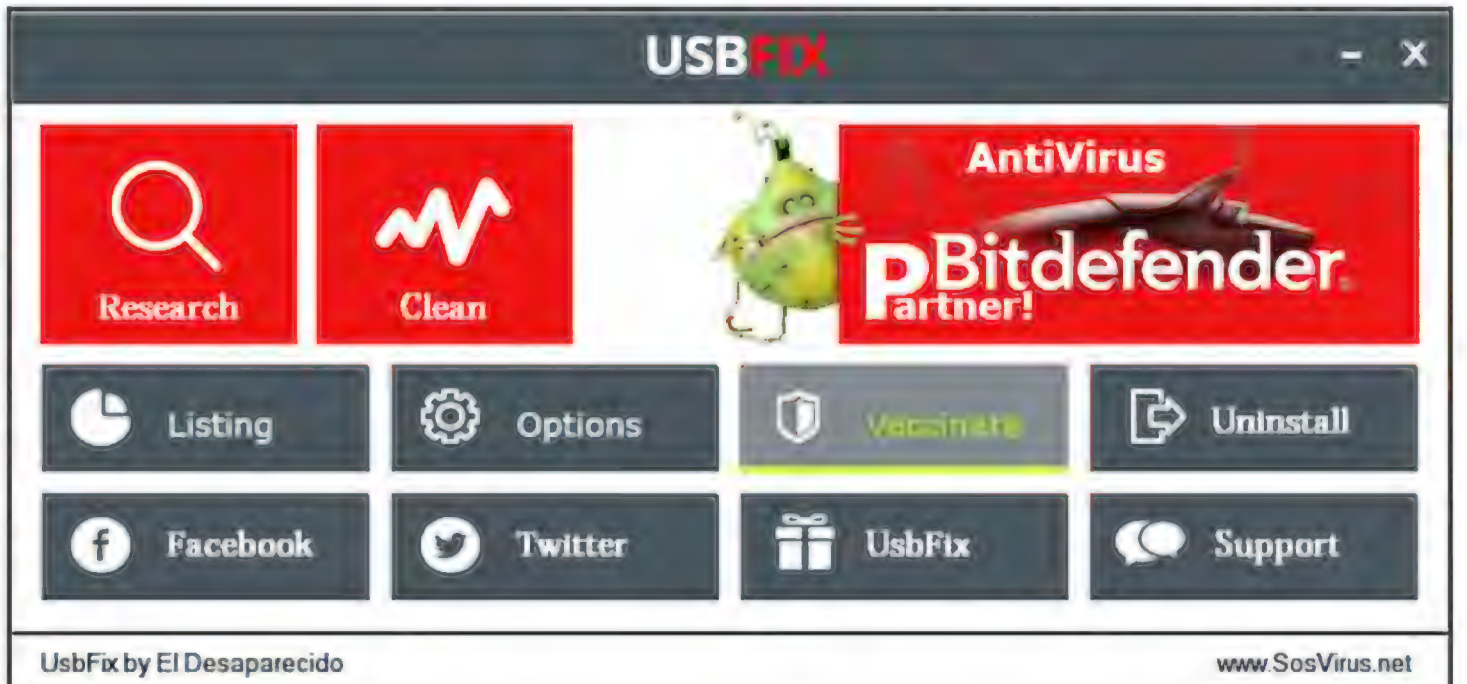 USBFIX
- x
AntiVirus
Bitdefender
Partner!
Research
Clean
Listing
Options
Vaccinate
Uninstall
Facebook
Twitter
UsbFix
Support
UsbFix by El Desaparecido
www.SosVirus.net